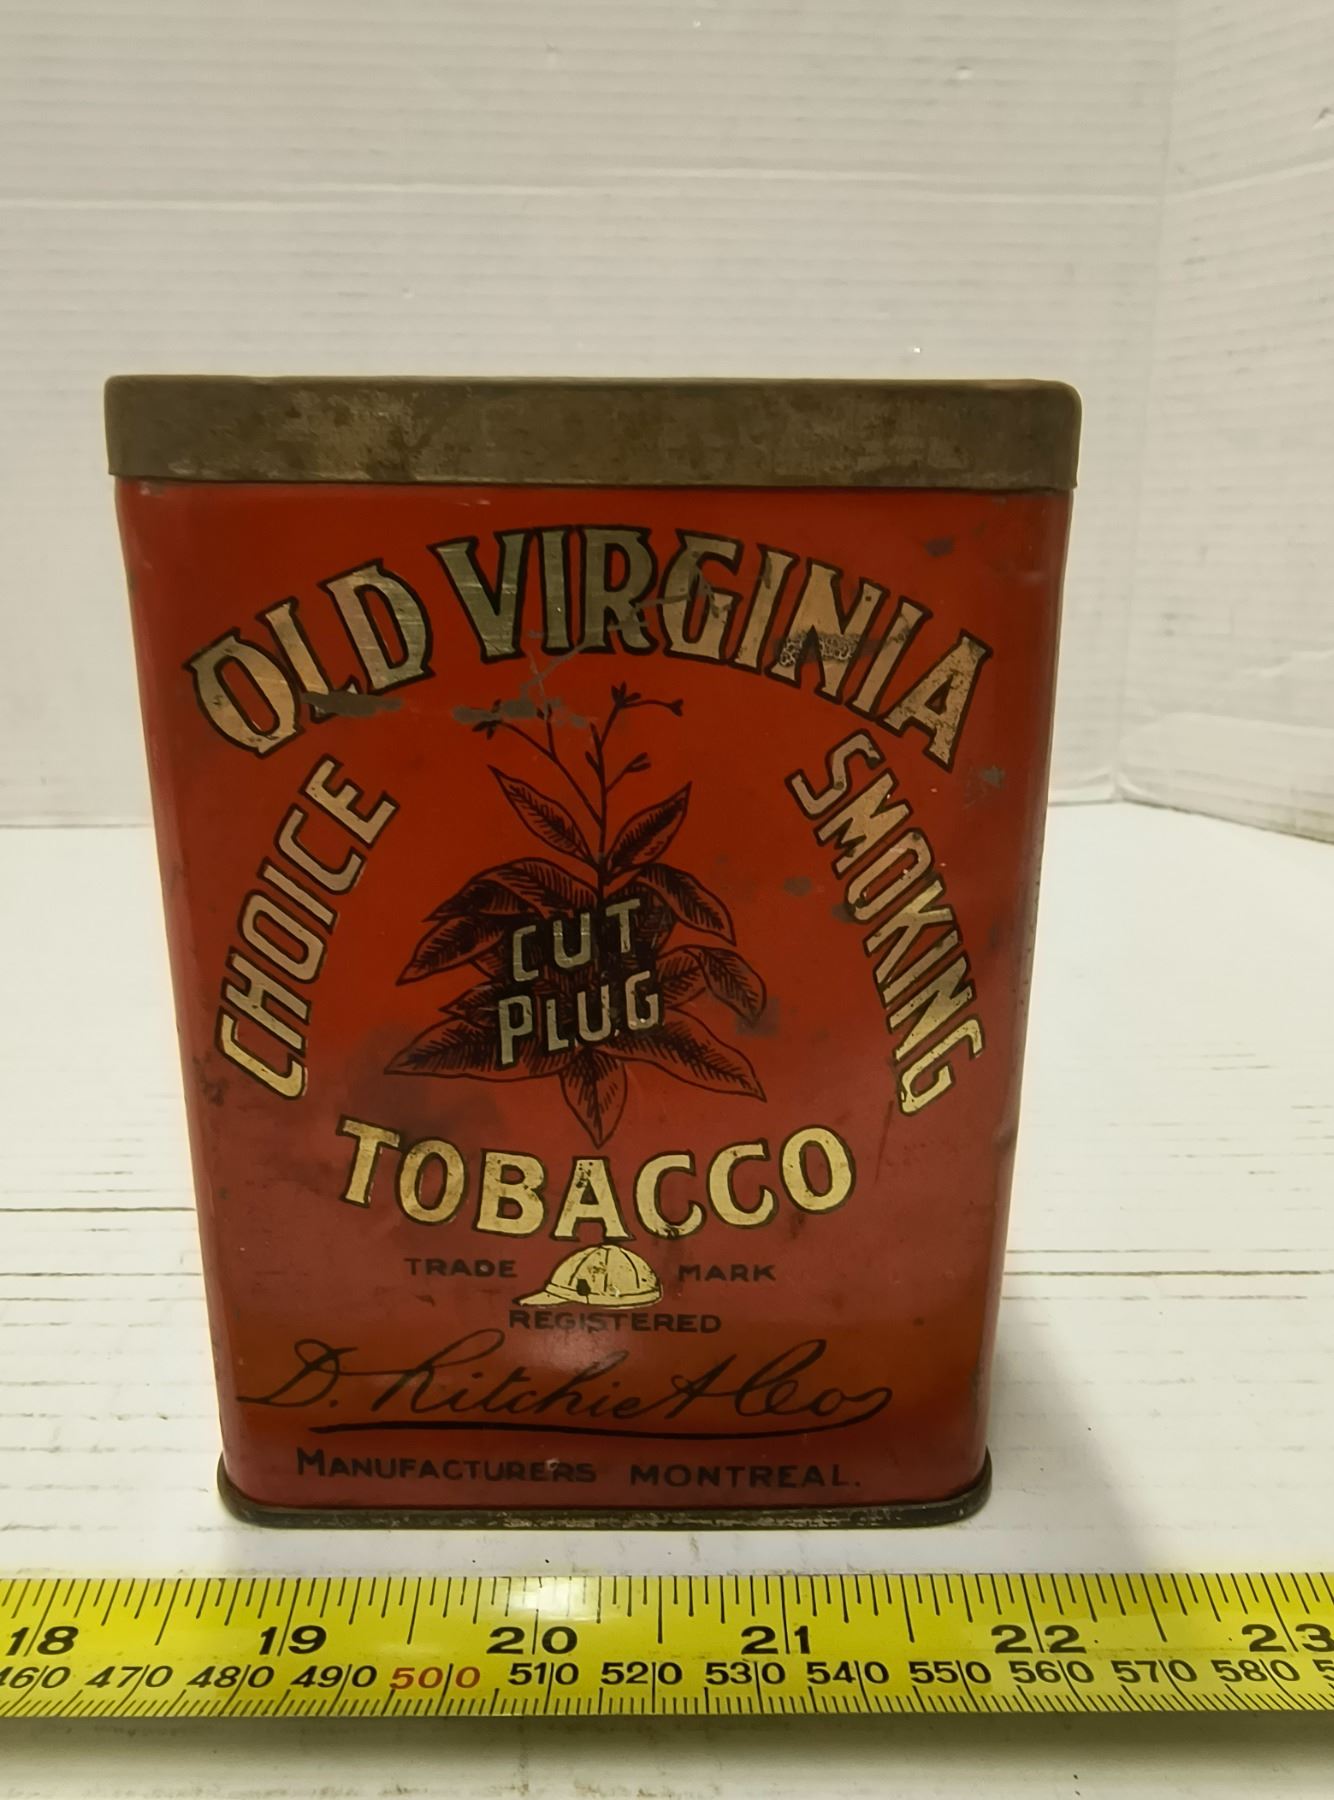 OLD VIRGINIA
CHOICE
SMOKING
CUT
PLUG
TOBACCO
TRADE MARK
REGISTERED
D. Ritchie & Co
MANUFACTURERS MONTREAL.
18 19 20 21 22 23
460 470 480 490 500 510 520 530 540 550 560 570 580